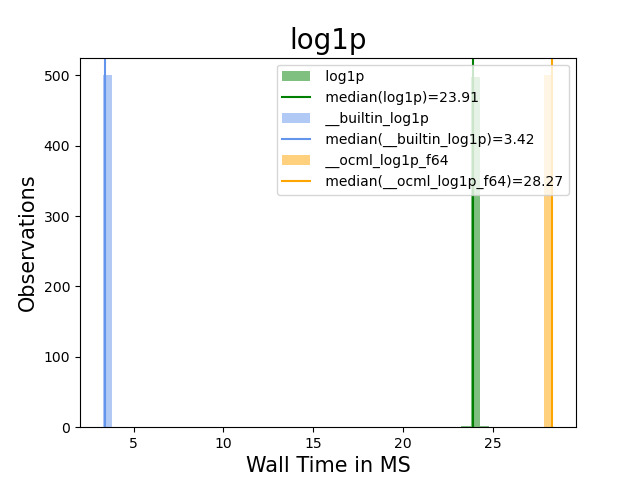 log1p
Observations
500
400
300
200
100
0
log1p
median(log1p)=23.91
__builtin_log1p
median(__builtin_log1p)=3.42
__ocml_log1p_f64
median(__ocml_log1p_f64)=28.27
5 10 15 20 25
Wall Time in MS